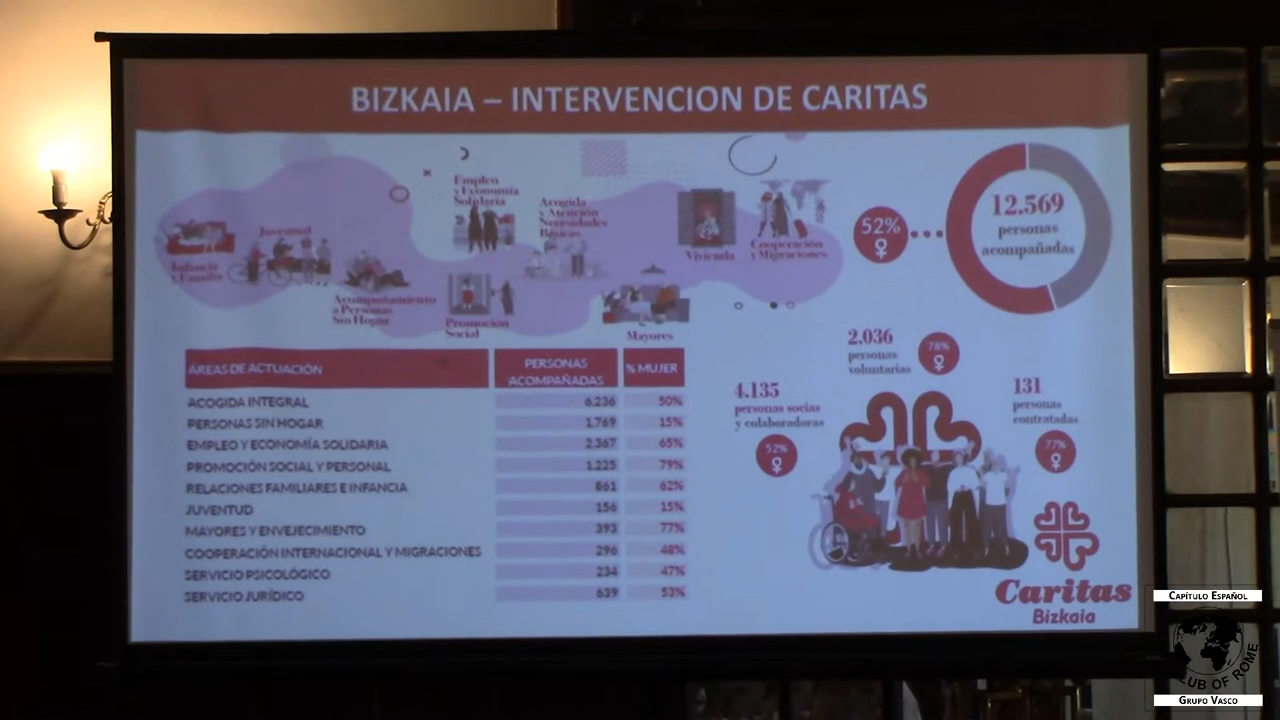 BIZKAIA – INTERVENCION DE CARITAS
Empleo
y Economía
Solidaria
Acogida
y Atención
Necesidades
Básicas
Juventud
Infancia
y Familia
Acompañamiento
a Personas
Sin Hogar
Promoción
Social
Vivienda
Cooperación
y Migraciones
Mayores
52%
12.569
personas
acompañadas
ÁREAS DE ACTUACIÓN PERSONAS ACOMPAÑADAS % MUJER
ACOGIDA INTEGRAL 6.236 50%
PERSONAS SIN HOGAR 1.769 15%
EMPLEO Y ECONOMÍA SOLIDARIA 2.367 65%
PROMOCIÓN SOCIAL Y PERSONAL 1.225 79%
RELACIONES FAMILIARES E INFANCIA 861 62%
JUVENTUD 156 15%
MAYORES Y ENVEJECIMIENTO 393 77%
COOPERACIÓN INTERNACIONAL Y MIGRACIONES 296 48%
SERVICIO PSICOLÓGICO 234 47%
SERVICIO JURÍDICO 639 53%
2.036
personas
voluntarias
78%
4.135
personas socias
y colaboradoras
52%
131
personas
contratadas
77%
Caritas
Bizkaia
CAPÍTULO ESPAÑOL
CLUB OF ROME
GRUPO VASCO